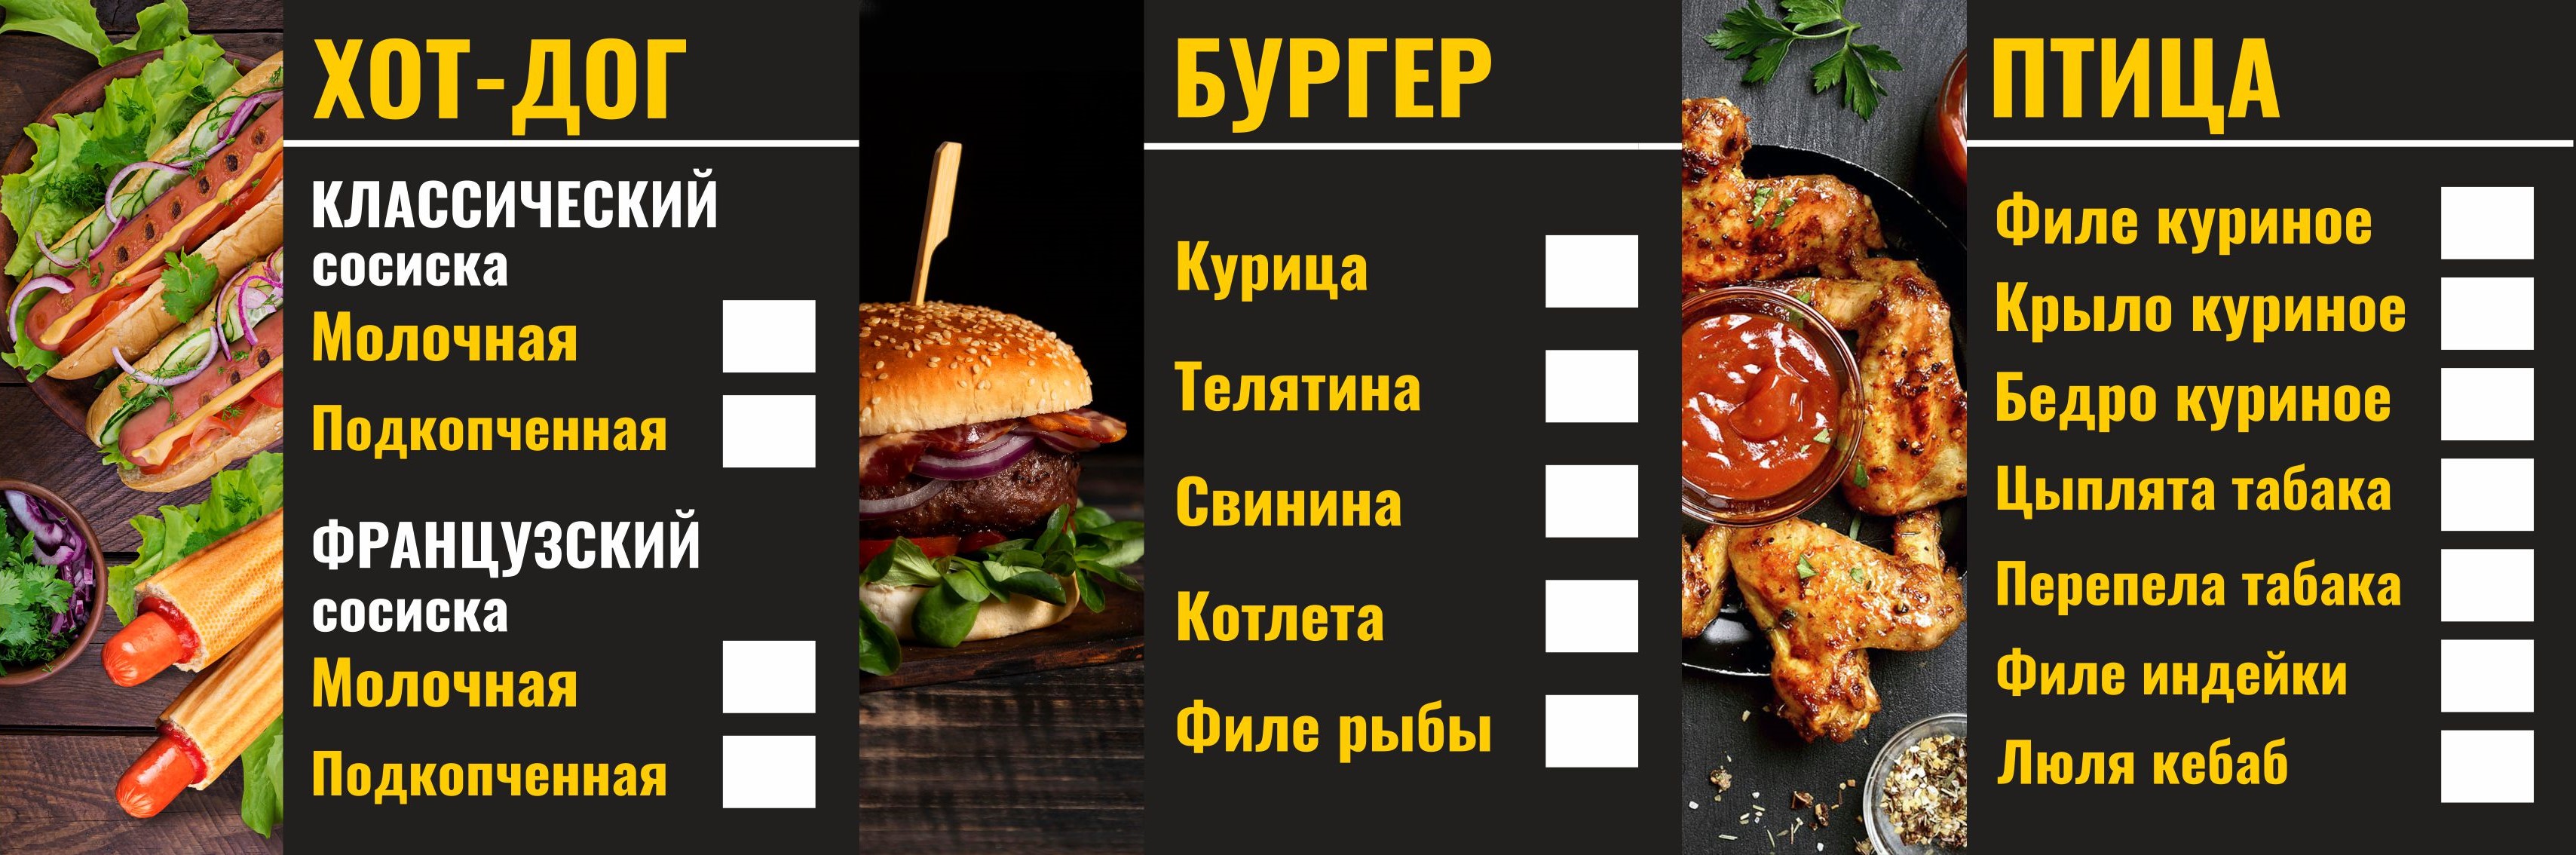 ХОТ-ДОГ
КЛАССИЧЕСКИЙ
сосиска
Молочная
Подкопченная
ФРАНЦУЗСКИЙ
сосиска
Молочная
Подкопченная
БУРГЕР
Курица
Телятина
Свинина
Котлета
Филе рыбы
ПТИЦА
Филе куриное
Крыло куриное
Бедро куриное
Цыплята табака
Перепела табака
Филе индейки
Люля кебаб